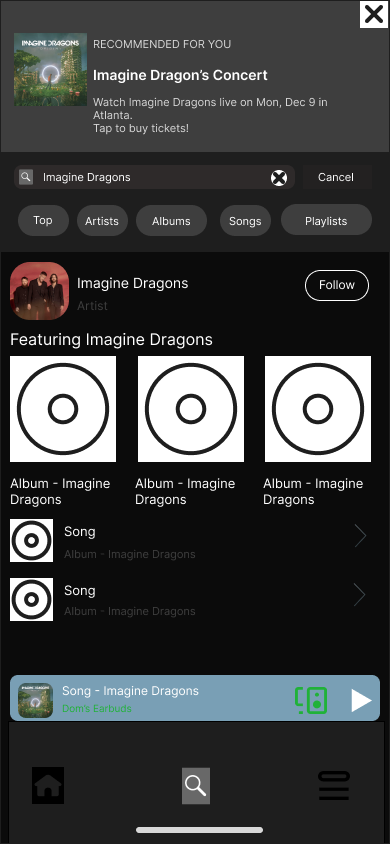 IMAGINE DRAGONS
RECOMMENDED FOR YOU
Imagine Dragon's Concert
Watch Imagine Dragons live on Mon, Dec 9 in
Atlanta.
Tap to buy tickets!
Imagine Dragons
Cancel
Top
Artists
Albums
Songs
Playlists
Imagine Dragons
Artist
Follow
Featuring Imagine Dragons
Album - Imagine
Dragons
Album - Imagine
Dragons
Album - Imagine
Dragons
Song
Album - Imagine Dragons
Song
Album - Imagine Dragons
Song - Imagine Dragons
Dom's Earbuds